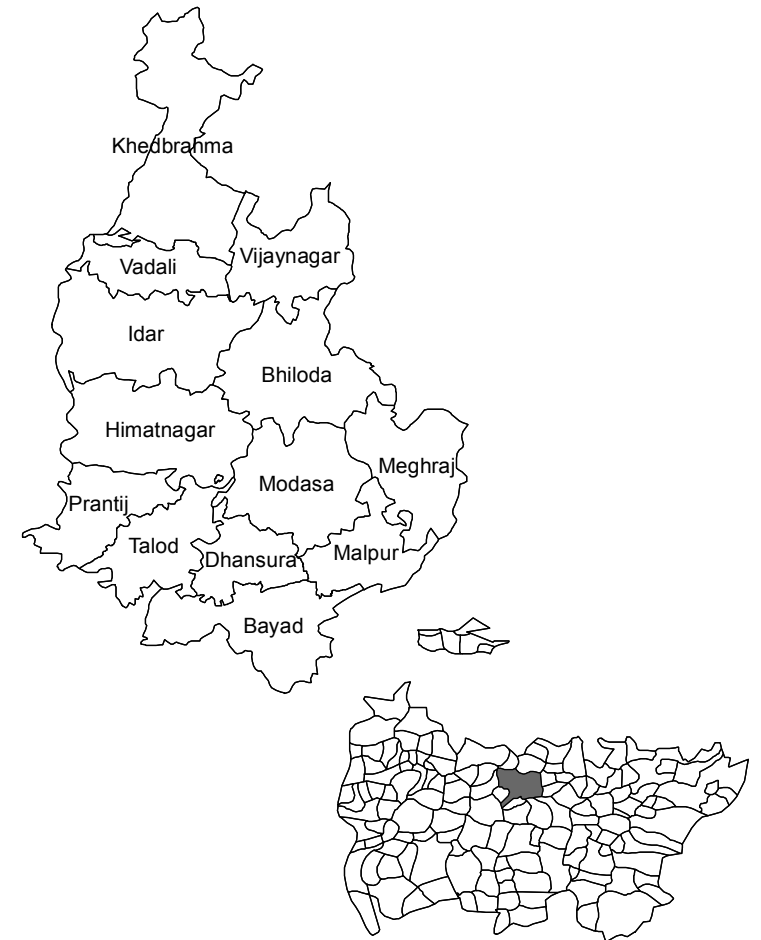 Khedbrahma
Vijaynagar
Vadali
Idar
Bhiloda
Himatnagar
Meghraj
Modasa
Prantij
Talod
Malpur
Dhansura
Bayad